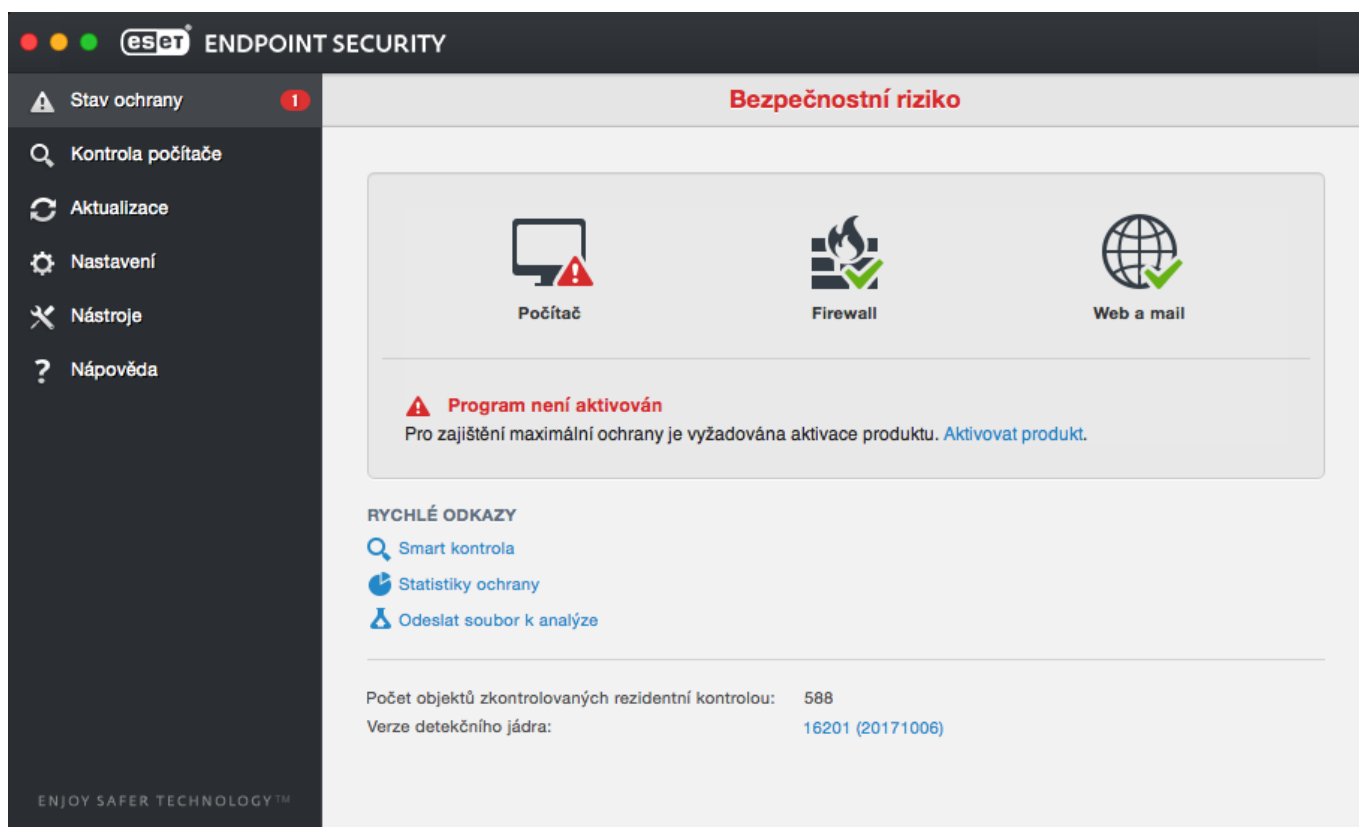 eset ENDPOINT SECURITY
Stav ochrany 1
Kontrola počítače
Aktualizace
Nastavení
Nástroje
Nápověda
ENJOY SAFER TECHNOLOGY™
Bezpečnostní riziko
Počítač Firewall Web a mail
Program není aktivován
Pro zajištění maximální ochrany je vyžadována aktivace produktu. Aktivovat produkt.
RYCHLÉ ODKAZY
Smart kontrola
Statistiky ochrany
Odeslat soubor k analýze
Počet objektů zkontrolovaných rezidentní kontrolou: 588
Verze detekčního jádra: 16201 (20171006)